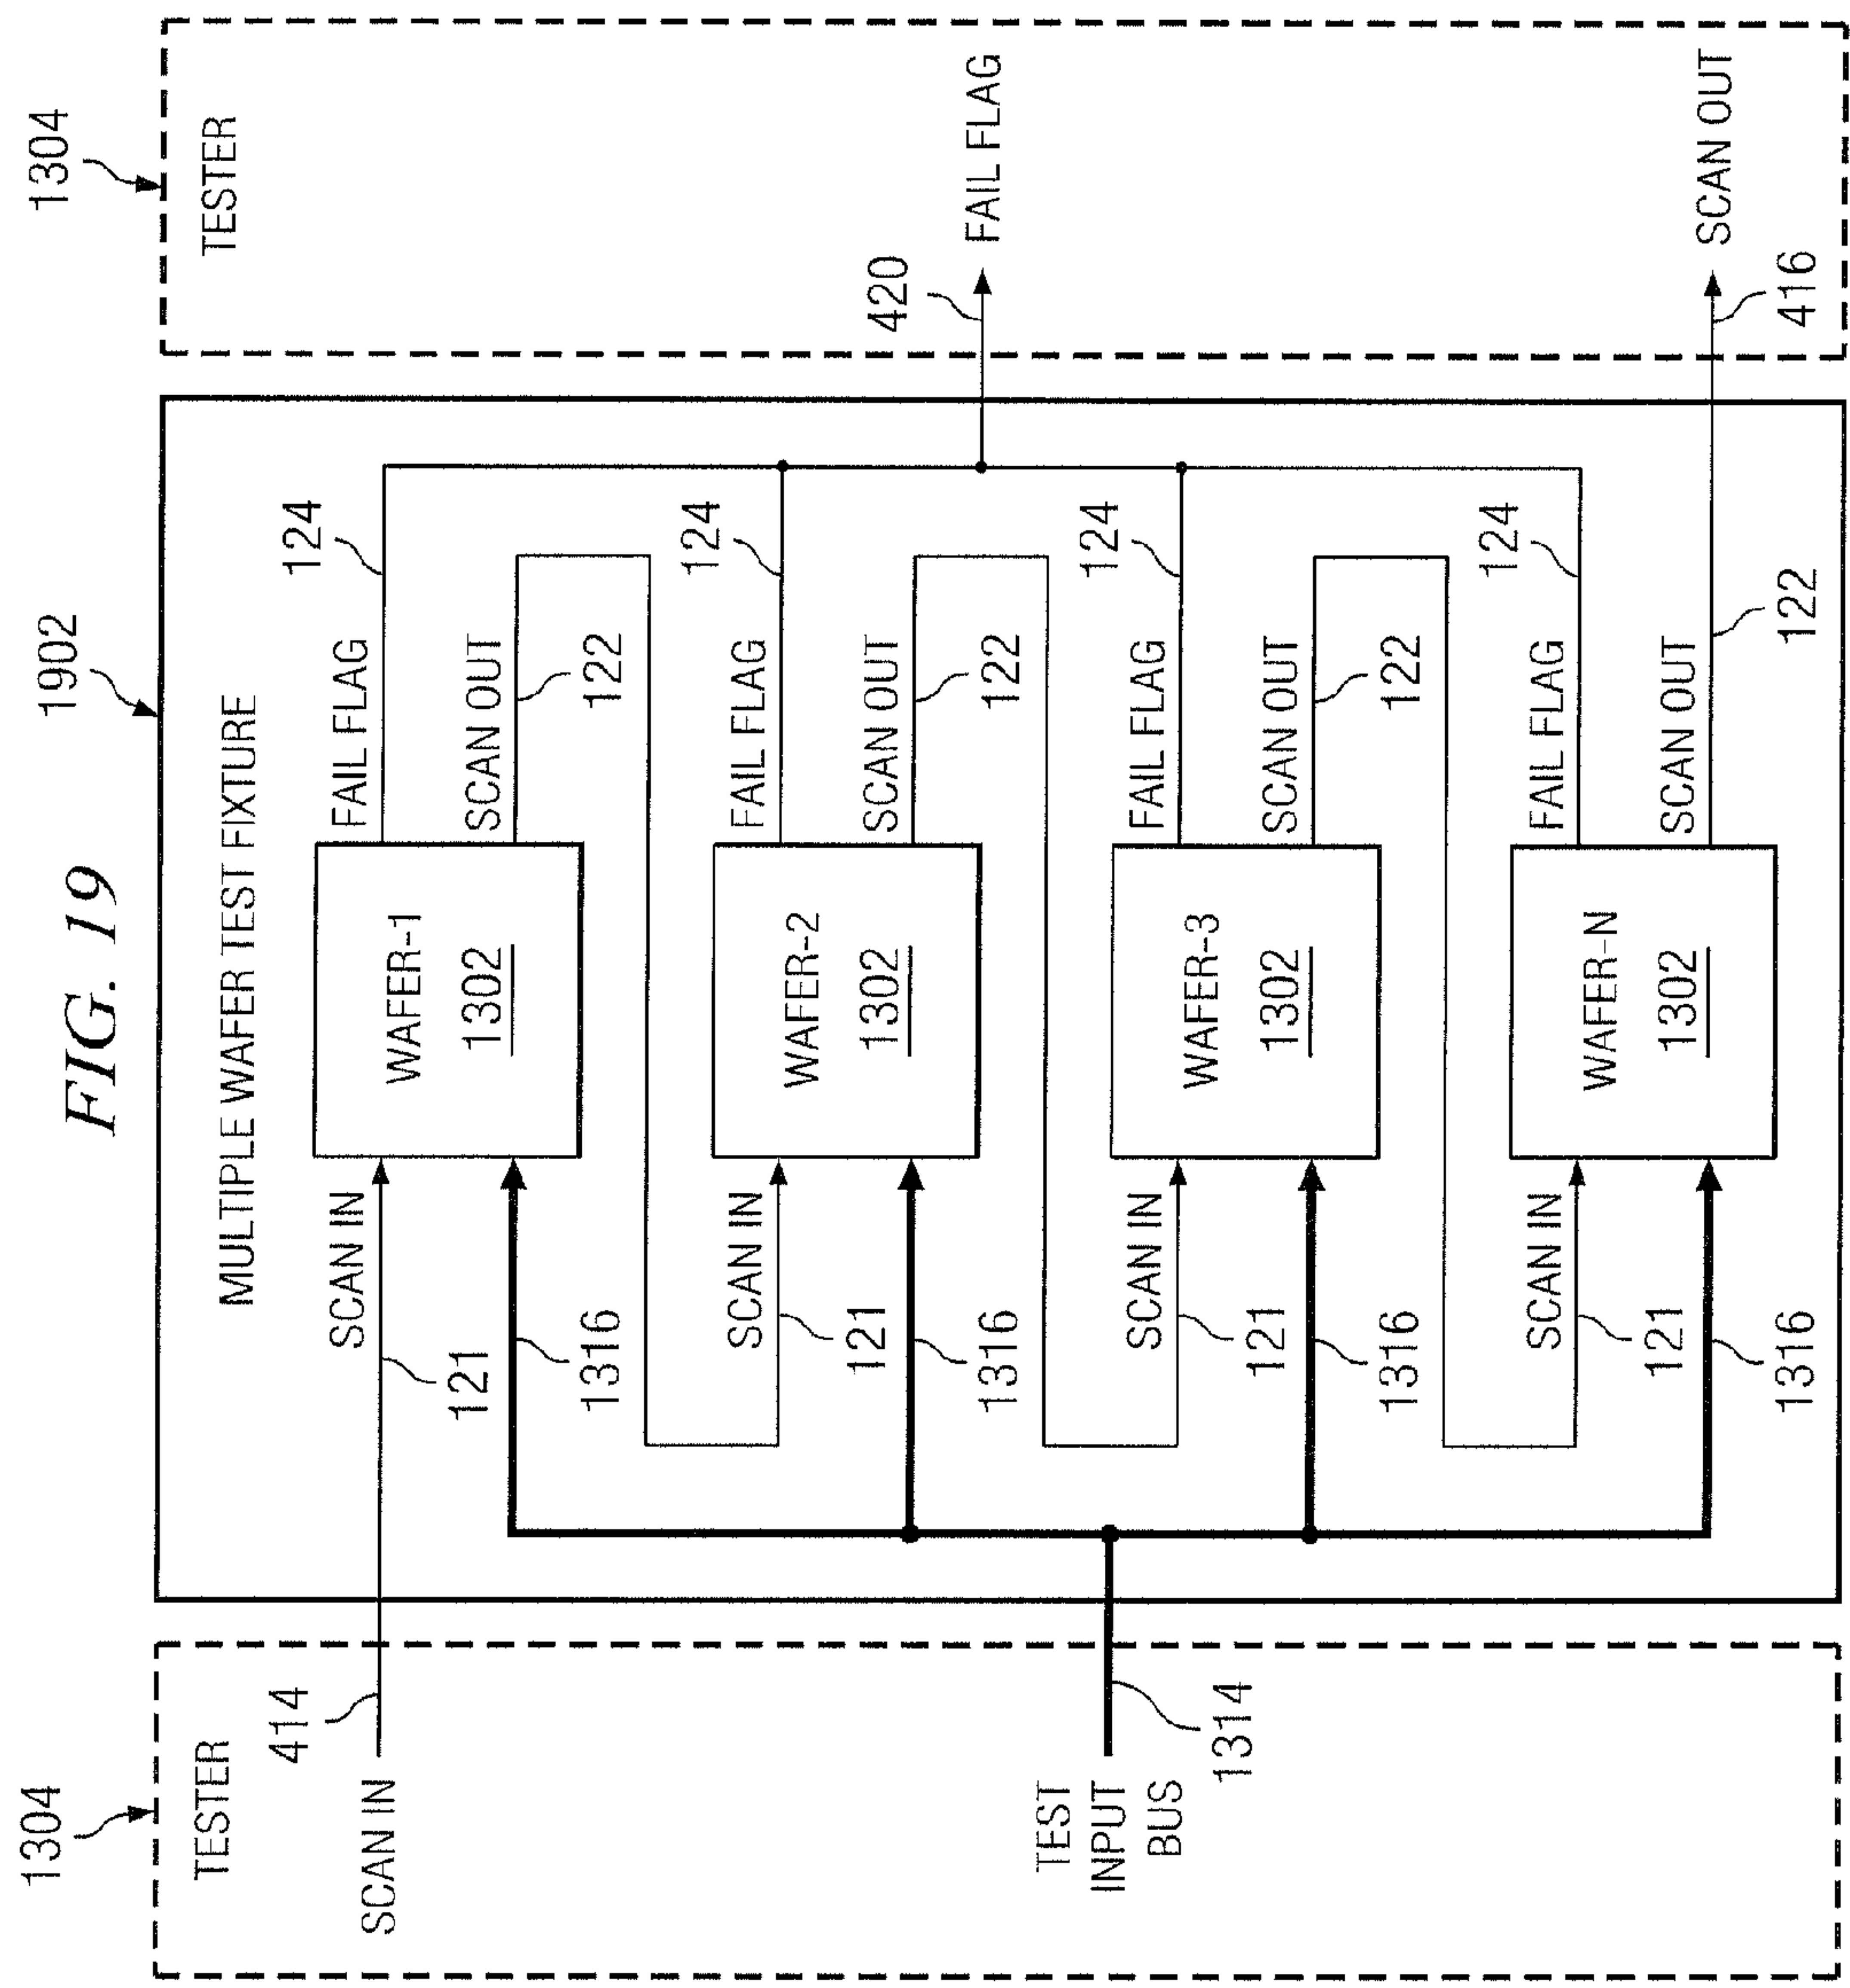 FIG. 19
1304
TESTER
SCAN IN
414
TEST
INPUT
BUS
1314
1902
MULTIPLE WAFER TEST FIXTURE
SCAN IN
121
1316
WAFER-1
1302
FAIL FLAG
124
SCAN OUT
122
SCAN IN
121
1316
WAFER-2
1302
FAIL FLAG
124
SCAN OUT
122
SCAN IN
121
1316
WAFER-3
1302
FAIL FLAG
124
SCAN OUT
122
SCAN IN
121
1316
WAFER-N
1302
FAIL FLAG
124
SCAN OUT
122
1304
TESTER
420
FAIL FLAG
416
SCAN OUT